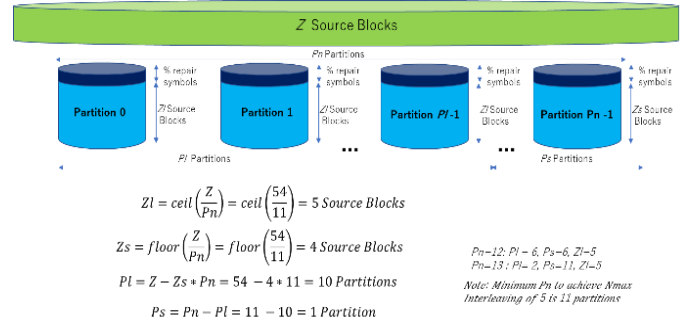 Z Source Blocks
Pn Partitions
% repair symbols
% repair symbols
% repair symbols
% repair symbols
Partition 0
Zl Source Blocks
Partition 1
Zl Source Blocks
Partition Pl-1
Zl Source Blocks
Partition Pn -1
Zs Source Blocks
...
...
Pl Partitions
Ps Partitions
Zl = ceil(Z/Pn) = ceil(54/11) = 5 Source Blocks
Zs = floor(Z/Pn) = floor(54/11) = 4 Source Blocks
Pl = Z − Zs * Pn = 54 − 4 * 11 = 10 Partitions
Ps = Pn − Pl = 11 − 10 = 1 Partition
Pn=12: Pl = 6, Ps=6, Zl=5
Pn=13 : Pl= 2, Ps=11, Zl=5
Note: Minimum Pn to achieve Nmax
Interleaving of 5 is 11 partitions